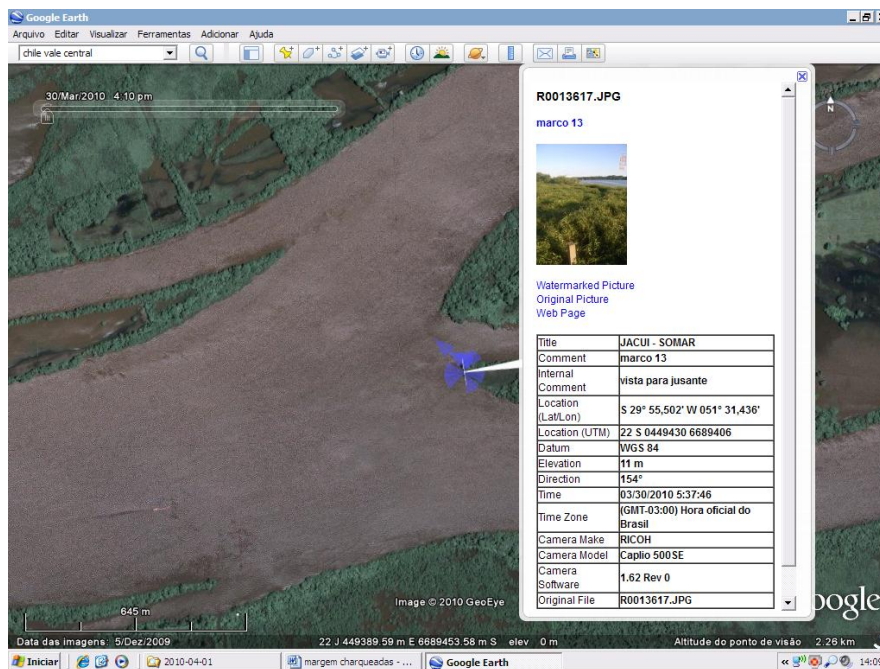 Google Earth
Arquivo Editar Visualizar Ferramentas Adicionar Ajuda
chile vale central
30/Mar/2010 4:10 pm
N
R0013617.JPG
marco 13
Watermarked Picture
Original Picture
Web Page
Title JACUI - SOMAR
Comment marco 13
Internal Comment vista para jusante
Location (Lat/Lon) S 29° 55,502' W 051° 31,436'
Location (UTM) 22 S 0449430 6689406
Datum WGS 84
Elevation 11 m
Direction 154°
Time 03/30/2010 5:37:46
Time Zone (GMT-03:00) Hora oficial do Brasil
Camera Make RICOH
Camera Model Caplio 500SE
Camera Software 1.62 Rev 0
Original File R0013617.JPG
645 m
Image © 2010 GeoEye
oogle
Data das imagens: 5/Dez/2009 22 J 449389.59 m E 6689453.58 m S elev 0 m Altitude do ponto de visão 2.26 km
Iniciar 2010-04-01 margem charqueadas - ... Google Earth 14:09